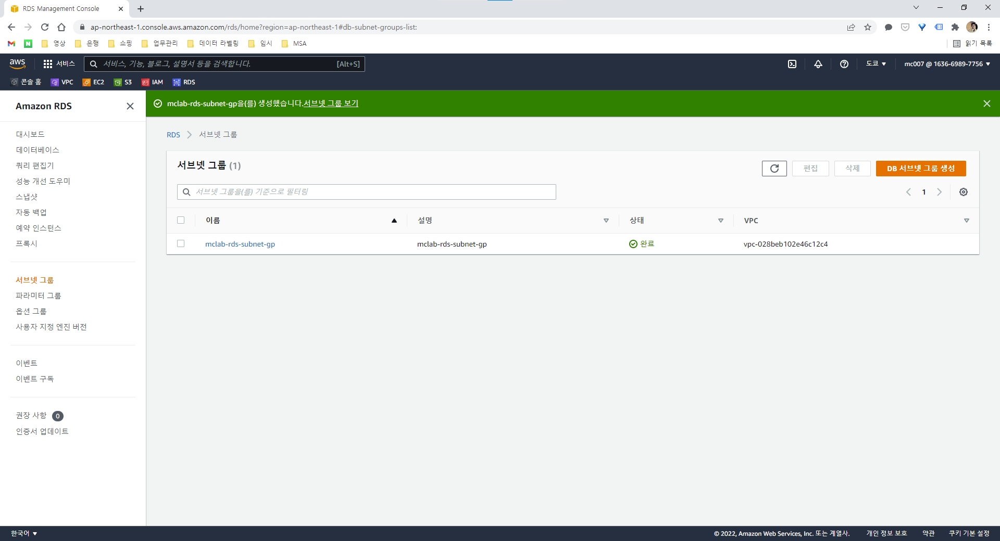 RDS Management Console
ap-northeast-1.console.aws.amazon.com/rds/home?region=ap-northeast-1#db-subnet-groups-list:
영상 은행 쇼핑 업무관리 데이터 라벨링 임시 MSA 읽기 목록
aws 서비스 서비스, 기능, 블로그, 설명서 등을 검색합니다. [Alt+S] 도쿄 mc007 @ 1636-6989-7756
콘솔 홈 VPC EC2 S3 IAM RDS
Amazon RDS
mclab-rds-subnet-gp을(를) 생성했습니다.서브넷 그룹 보기
대시보드
데이터베이스
쿼리 편집기
성능 개선 도우미
스냅샷
자동 백업
예약 인스턴스
프록시
서브넷 그룹
파라미터 그룹
옵션 그룹
사용자 지정 엔진 버전
이벤트
이벤트 구독
권장 사항 0
인증서 업데이트
RDS 서브넷 그룹
서브넷 그룹 (1)
편집 삭제 DB 서브넷 그룹 생성
서브넷 그룹을(를) 기준으로 필터링
1
이름 설명 상태 VPC
mclab-rds-subnet-gp mclab-rds-subnet-gp 완료 vpc-028beb102e46c12c4
한국어 © 2022, Amazon Web Services, Inc. 또는 계열사. 개인 정보 보호 약관 쿠키 기본 설정